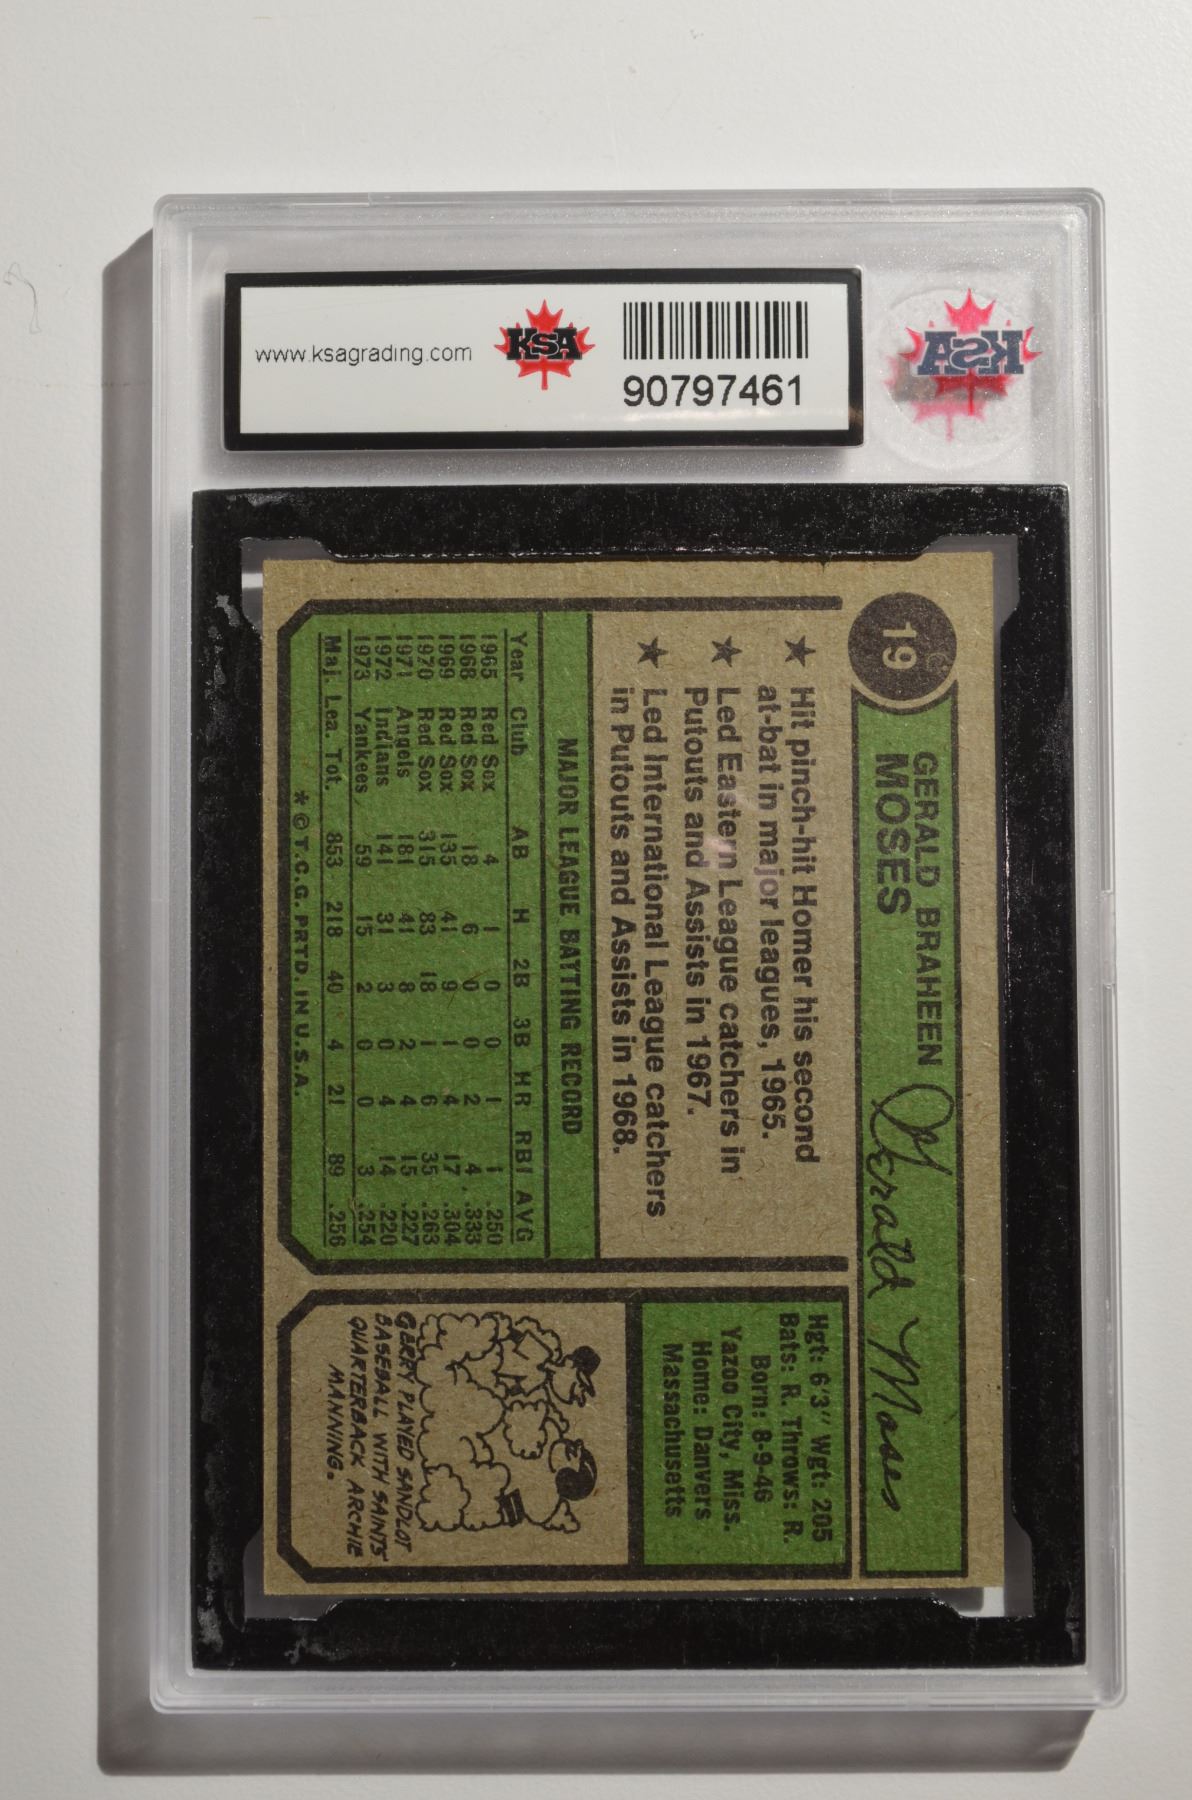 www.ksagrading.com
KSA
90797461
KSA
19
GERALD BRAHEEN
MOSES
Gerald Moses
★ Hit pinch-hit Homer his second
at-bat in major leagues, 1965.
★ Led Eastern League catchers in
Putouts and Assists in 1967.
★ Led International League catchers
in Putouts and Assists in 1968.
MAJOR LEAGUE BATTING RECORD
Year Club AB H 2B 3B HR RBI AVG
1965 Red Sox 4 1 0 0 1 1 .250
1968 Red Sox 18 6 0 0 2 4 .333
1969 Red Sox 135 41 9 1 4 17 .304
1970 Red Sox 315 83 18 1 6 35 .263
1971 Angels 181 41 8 2 4 15 .227
1972 Indians 141 31 3 0 4 14 .220
1973 Yankees 59 15 2 0 0 3 .254
Maj. Lea. Tot. 853 218 40 4 21 89 .256
* © T.C.G. PRTD. IN U.S.A.
Hgt: 6'3" Wgt: 205
Bats: R. Throws: R.
Born: 8-9-46
Yazoo City, Miss.
Home: Danvers
Massachusetts
GERRY PLAYED SANDLOT
BASEBALL WITH SAINTS'
QUARTERBACK ARCHIE
MANNING.